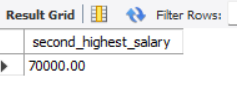 Result Grid Filter Rows:
second_highest_salary
70000.00